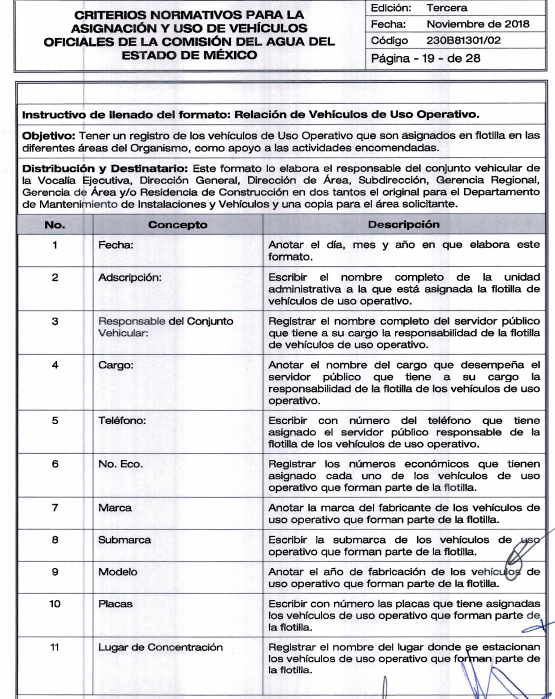 CRITERIOS NORMATIVOS PARA LA
ASIGNACIÓN Y USO DE VEHÍCULOS
OFICIALES DE LA COMISIÓN DEL AGUA DEL
ESTADO DE MÉXICO
Edición: Tercera
Fecha: Noviembre de 2018
Código 230B81301/02
Página - 19 - de 28
Instructivo de llenado del formato: Relación de Vehículos de Uso Operativo.
Objetivo: Tener un registro de los vehículos de Uso Operativo que son asignados en flotilla en las
diferentes áreas del Organismo, como apoyo a las actividades encomendadas.
Distribución y Destinatario: Este formato lo elabora el responsable del conjunto vehicular de
la Vocalía Ejecutiva, Dirección General, Dirección de Área, Subdirección, Gerencia Regional,
Gerencia de Área y/o Residencia de Construcción en dos tantos el original para el Departamento
de Mantenimiento de Instalaciones y Vehículos y una copia para el área solicitante.
No. Concepto Descripción
1 Fecha: Anotar el día, mes y año en que elabora este
formato.
2 Adscripción: Escribir el nombre completo de la unidad
administrativa a la que está asignada la flotilla de
vehículos de uso operativo.
3 Responsable del Conjunto Registrar el nombre completo del servidor público
Vehicular: que tiene a su cargo la responsabilidad de la flotilla
de vehículos de uso operativo.
4 Cargo: Anotar el nombre del cargo que desempeña el
servidor público que tiene a su cargo la
responsabilidad de la flotilla de los vehículos de uso
operativo.
5 Teléfono: Escribir con número del teléfono que tiene
asignado el servidor público responsable de la
flotilla de los vehículos de uso operativo.
6 No. Eco. Registrar los números económicos que tienen
asignado cada uno de los vehículos de uso
operativo que forman parte de la flotilla.
7 Marca Anotar la marca del fabricante de los vehículos de
uso operativo que forman parte de la flotilla.
8 Submarca Escribir la submarca de los vehículos de uso
operativo que forman parte de la flotilla.
9 Modelo Anotar el año de fabricación de los vehículos de
uso operativo que forman parte de la flotilla.
10 Placas Escribir con número las placas que tiene asignadas
los vehículos de uso operativo que forman parte de
la flotilla.
11 Lugar de Concentración Registrar el nombre del lugar donde se estacionan
los vehículos de uso operativo que forman parte de
la flotilla.